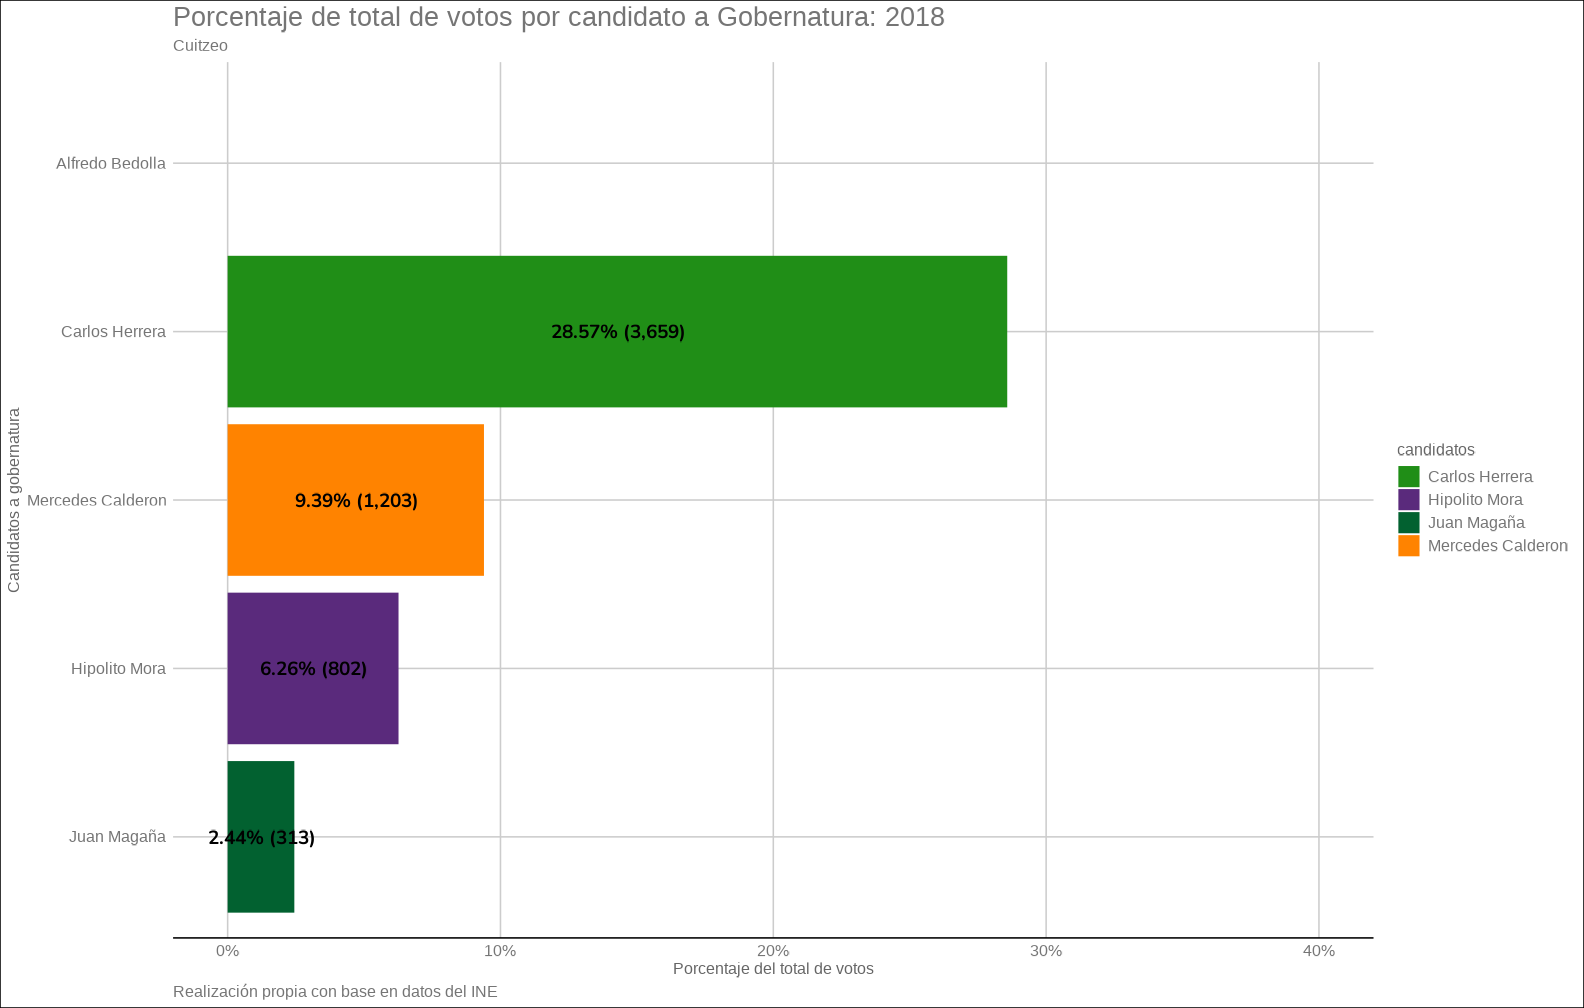 Porcentaje de total de votos por candidato a Gobernatura: 2018
Cuitzeo
Candidatos a gobernatura
Alfredo Bedolla
Carlos Herrera
28.57% (3,659)
Mercedes Calderon
9.39% (1,203)
Hipolito Mora
6.26% (802)
Juan Magaña
2.44% (313)
0%
10%
20%
30%
40%
Porcentaje del total de votos
candidatos
Carlos Herrera
Hipolito Mora
Juan Magaña
Mercedes Calderon
Realización propia con base en datos del INE